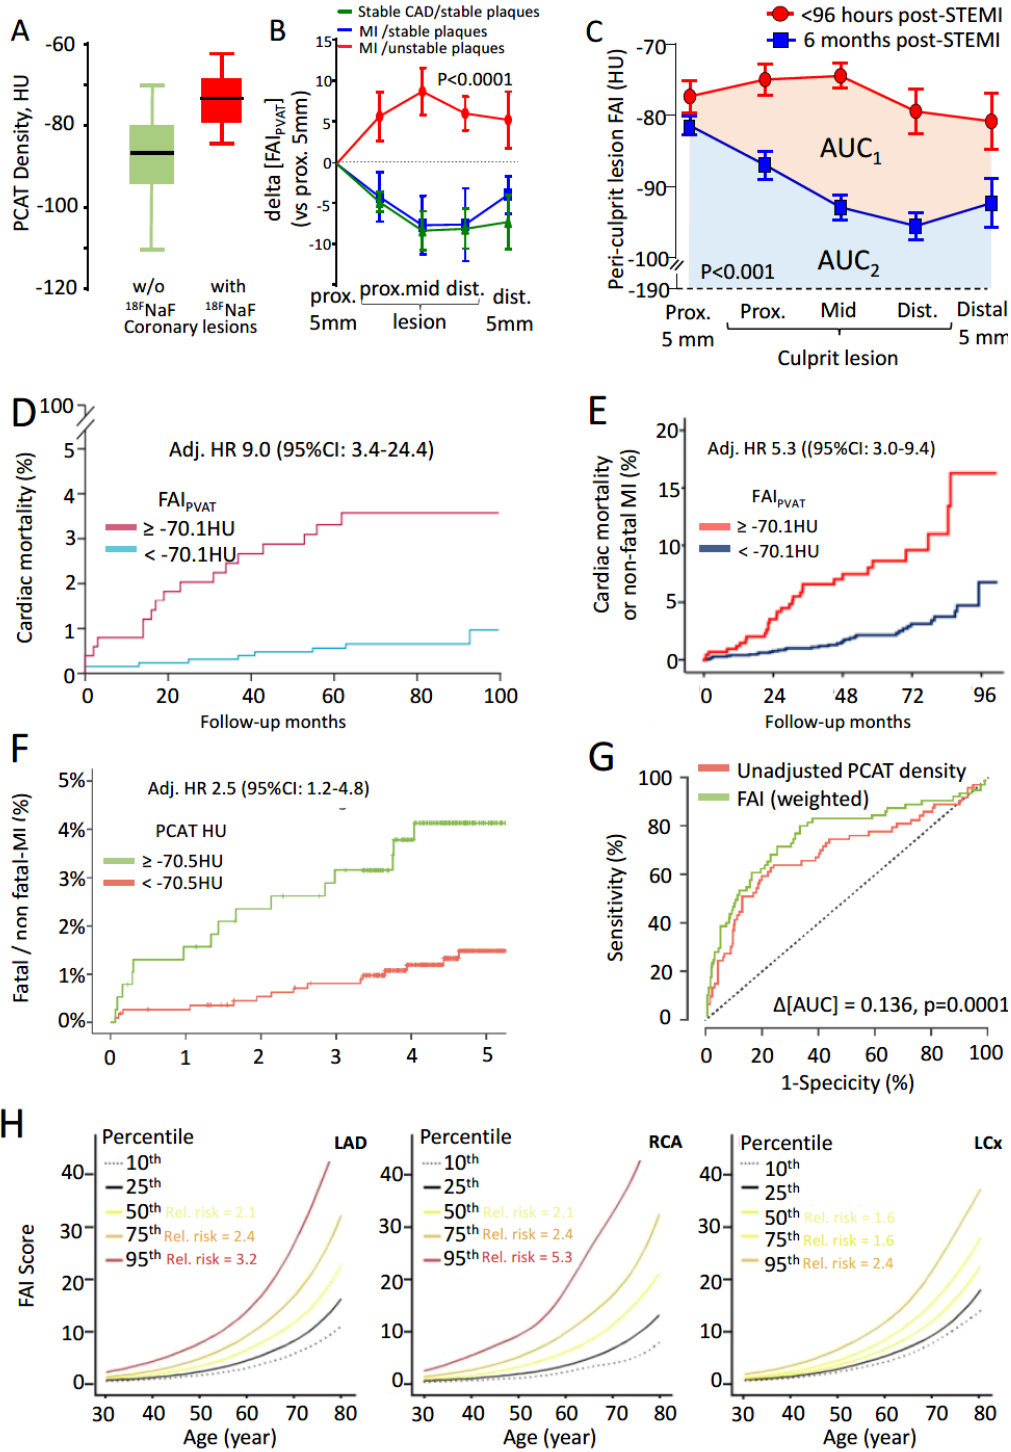 A
-60
-80
-100
-120
PCAT Density, HU
w/o
18FNaF
with
18FNaF
Coronary lesions
B
Stable CAD/stable plaques
MI /stable plaques
MI /unstable plaques
15
10
5
0
-5
-10
P<0.0001
delta [FAIPVAT]
(vs prox. 5mm)
prox.
5mm
prox.mid dist.
lesion
dist.
5mm
C
<96 hours post-STEMI
6 months post-STEMI
-70
-80
-90
-100
-190
Peri-culprit lesion FAI (HU)
AUC1
AUC2
P<0.001
Prox.
5 mm
Prox. Mid Dist.
Distal
5 mm
Culprit lesion
D
100
5
4
3
2
1
0
Cardiac mortality (%)
Adj. HR 9.0 (95%CI: 3.4-24.4)
FAIPVAT
≥ -70.1HU
< -70.1HU
0 20 40 60 80 100
Follow-up months
E
20
15
10
5
0
Cardiac mortality
or non-fatal MI (%)
Adj. HR 5.3 ((95%CI: 3.0-9.4)
FAIPVAT
≥ -70.1HU
< -70.1HU
0 24 48 72 96
Follow-up months
F
5%
4%
3%
2%
1%
0%
Fatal / non fatal-MI (%)
Adj. HR 2.5 (95%CI: 1.2-4.8)
PCAT HU
≥ -70.5HU
< -70.5HU
0 1 2 3 4 5
G
Unadjusted PCAT density
FAI (weighted)
100
80
60
40
20
0
Sensitivity (%)
Δ[AUC] = 0.136, p=0.0001
0 20 40 60 80 100
1-Specicity (%)
H
FAI Score
Percentile
LAD
10th
25th
50th Rel. risk = 2.1
75th Rel. risk = 2.4
95th Rel. risk = 3.2
40
30
20
10
0
30 40 50 60 70 80
Age (year)
Percentile
RCA
10th
25th
50th Rel. risk = 2.1
75th Rel. risk = 2.4
95th Rel. risk = 5.3
40
30
20
10
0
30 40 50 60 70 80
Age (year)
Percentile
LCx
10th
25th
50th Rel. risk = 1.6
75th Rel. risk = 1.6
95th Rel. risk = 2.4
40
30
20
10
0
30 40 50 60 70 80
Age (year)